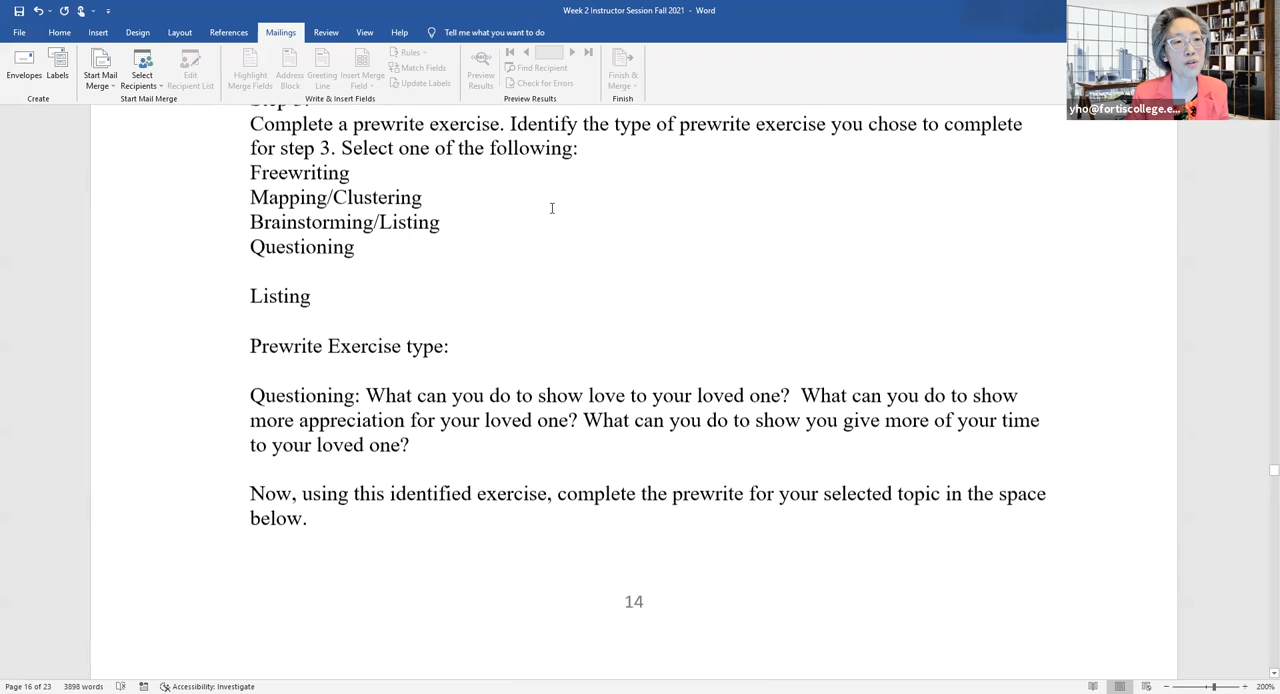 Week 2 Instructor Session Fall 2021 - Word
File Home Insert Design Layout References Mailings Review View Help Tell me what you want to do
Envelopes Labels
Create
Start Mail Merge
Select Recipients
Edit Recipient List
Start Mail Merge
Highlight Merge Fields
Address Block
Greeting Line
Insert Merge Field
Rules
Match Fields
Update Labels
Write & Insert Fields
Preview Results
Find Recipient
Check for Errors
Preview Results
Finish & Merge
Finish
yho@fortiscollege.e...
Complete a prewrite exercise. Identify the type of prewrite exercise you chose to complete
for step 3. Select one of the following:
Freewriting
Mapping/Clustering
Brainstorming/Listing
Questioning
Listing
Prewrite Exercise type:
Questioning: What can you do to show love to your loved one?  What can you do to show
more appreciation for your loved one? What can you do to show you give more of your time
to your loved one?
Now, using this identified exercise, complete the prewrite for your selected topic in the space
below.
14
Page 16 of 23 3898 words Accessibility: Investigate 200%